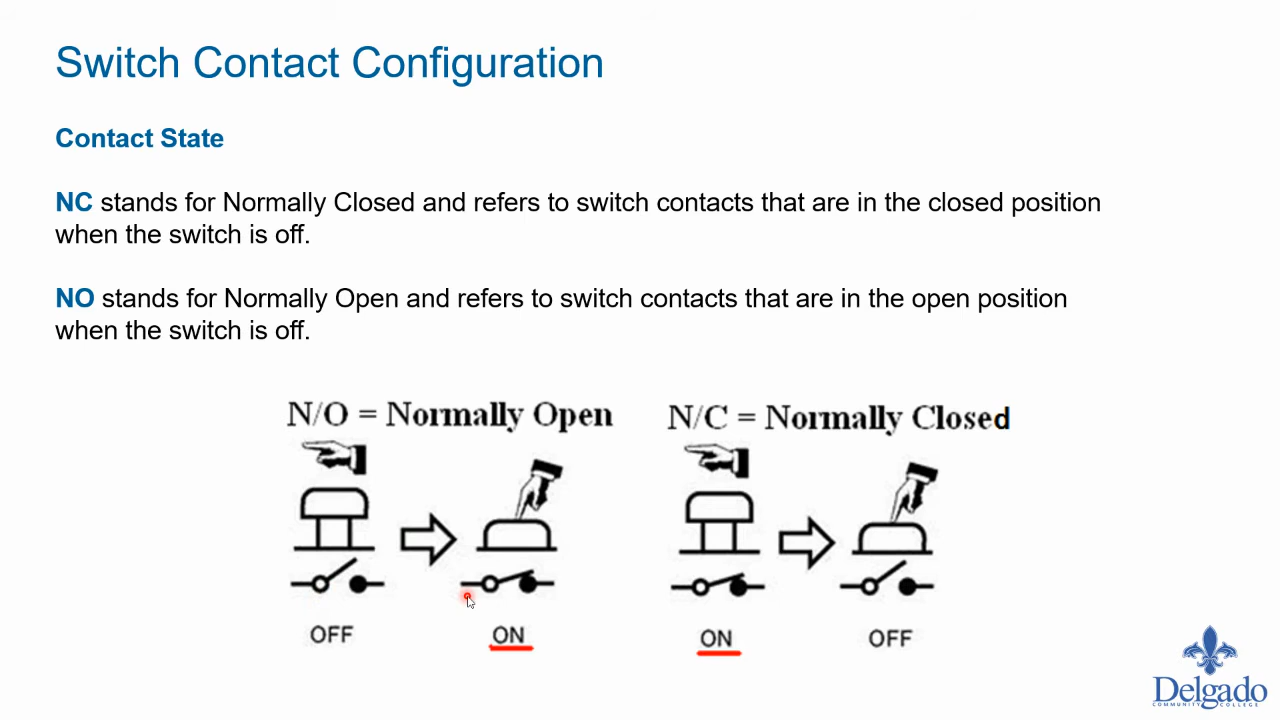 Switch Contact Configuration
Contact State
NC stands for Normally Closed and refers to switch contacts that are in the closed position
when the switch is off.
NO stands for Normally Open and refers to switch contacts that are in the open position
when the switch is off.
N/O = Normally Open
N/C = Normally Closed
OFF
ON
ON
OFF
Delgado
COMMUNITY COLLEGE